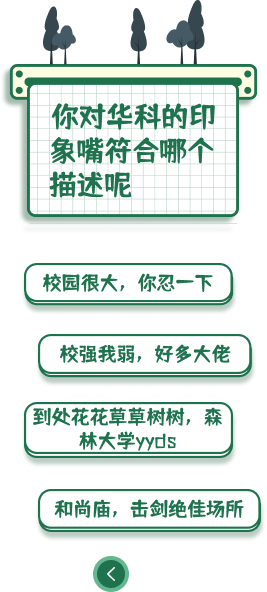 你对华科的印
象嘴符合哪个
描述呢
校园很大，你忍一下
校强我弱，好多大佬
到处花花草草树树，森
林大学yyds
和尚庙，击剑绝佳场所